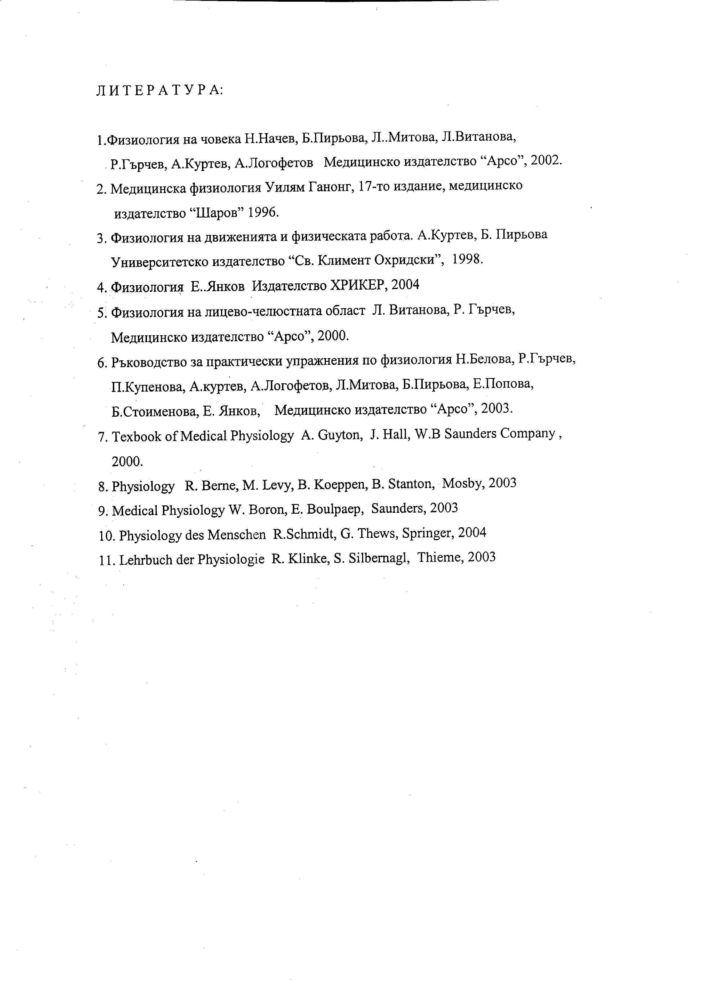 Л И Т Е Р А Т У Р А:
1.Физиология на човека Н.Начев, Б.Пирьова, Л..Митова, Л.Витанова,
Р.Гърчев, А.Куртев, А.Логофетов Медицинско издателство “Арсо”, 2002.
2. Медицинска физиология Уилям Ганонг, 17-то издание, медицинско
издателство “Шаров” 1996.
3. Физиология на движенията и физическата работа. А.Куртев, Б. Пирьова
Университетско издателство “Св. Климент Охридски”, 1998.
4. Физиология Е..Янков Издателство ХРИКЕР, 2004
5. Физиология на лицево-челюстната област Л. Витанова, Р. Гърчев,
Медицинско издателство “Арсо”, 2000.
6. Ръководство за практически упражнения по физиология Н.Белова, Р.Гърчев,
П.Купенова, А.куртев, А.Логофетов, Л.Митова, Б.Пирьова, Е.Попова,
Б.Стоименова, Е. Янков, Медицинско издателство “Арсо”, 2003.
7. Texbook of Medical Physiology A. Guyton, J. Hall, W.B Saunders Company ,
2000.
8. Physiology R. Berne, M. Levy, B. Koeppen, B. Stanton, Mosby, 2003
9. Medical Physiology W. Boron, E. Boulpaep, Saunders, 2003
10. Physiology des Menschen R.Schmidt, G. Thews, Springer, 2004
11. Lehrbuch der Physiologie R. Klinke, S. Silbernagl, Thieme, 2003